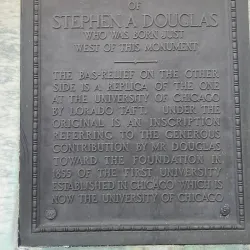 OF
STEPHEN A. DOUGLAS
WHO WAS BORN JUST
WEST OF THIS MONUMENT
THE BAS-RELIEF ON THE OTHER
SIDE IS A REPLICA OF THE ONE
AT THE UNIVERSITY OF CHICAGO
BY LORADO TAFT. UNDER THE
ORIGINAL IS AN INSCRIPTION
REFERRING TO THE GENEROUS
CONTRIBUTION BY MR. DOUGLAS
TOWARD THE FOUNDATION IN
1855 OF THE FIRST UNIVERSITY
ESTABLISHED IN CHICAGO WHICH IS
NOW THE UNIVERSITY OF CHICAGO